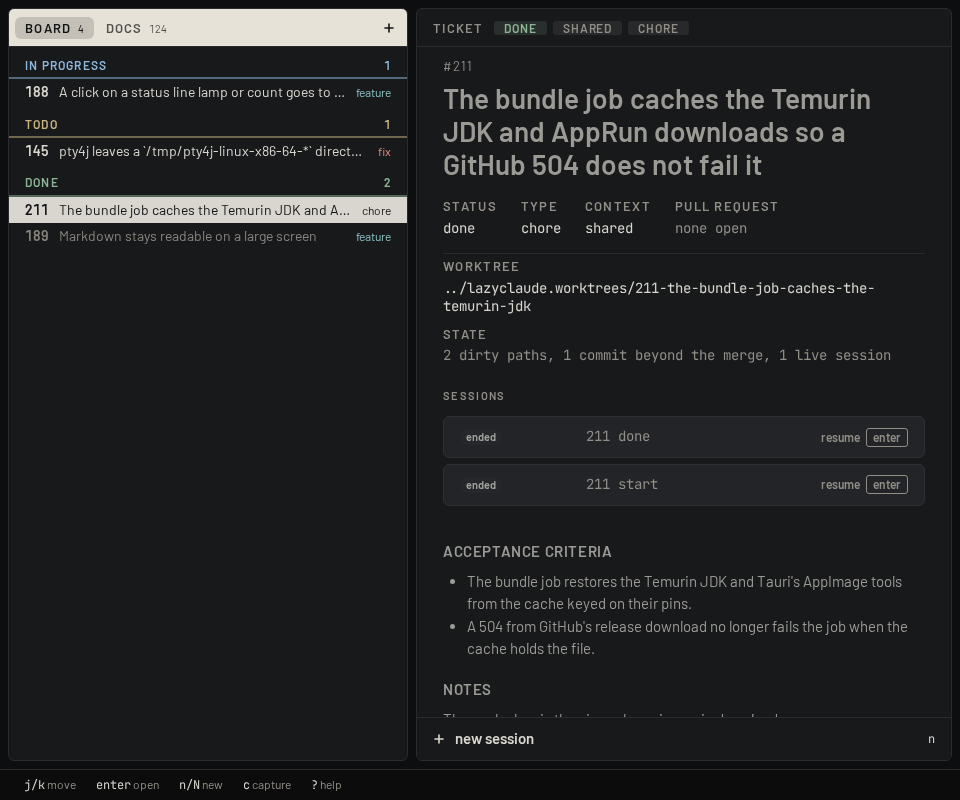 BOARD 4 DOCS 124 +
IN PROGRESS 1
188 A click on a status line lamp or count goes to ... feature
TODO 1
145 pty4j leaves a `/tmp/pty4j-linux-x86-64-*` direct... fix
DONE 2
211 The bundle job caches the Temurin JDK and A... chore
189 Markdown stays readable on a large screen feature
TICKET DONE SHARED CHORE
#211
The bundle job caches the Temurin
JDK and AppRun downloads so a
GitHub 504 does not fail it
STATUS TYPE CONTEXT PULL REQUEST
done chore shared none open
WORKTREE
../lazyclaude.worktrees/211-the-bundle-job-caches-the-
temurin-jdk
STATE
2 dirty paths, 1 commit beyond the merge, 1 live session
SESSIONS
ended 211 done resume enter
ended 211 start resume enter
ACCEPTANCE CRITERIA
• The bundle job restores the Temurin JDK and Tauri's AppImage tools
from the cache keyed on their pins.
• A 504 from GitHub's release download no longer fails the job when the
cache holds the file.
NOTES
+ new session n
j/k move enter open n/N new c capture ? help